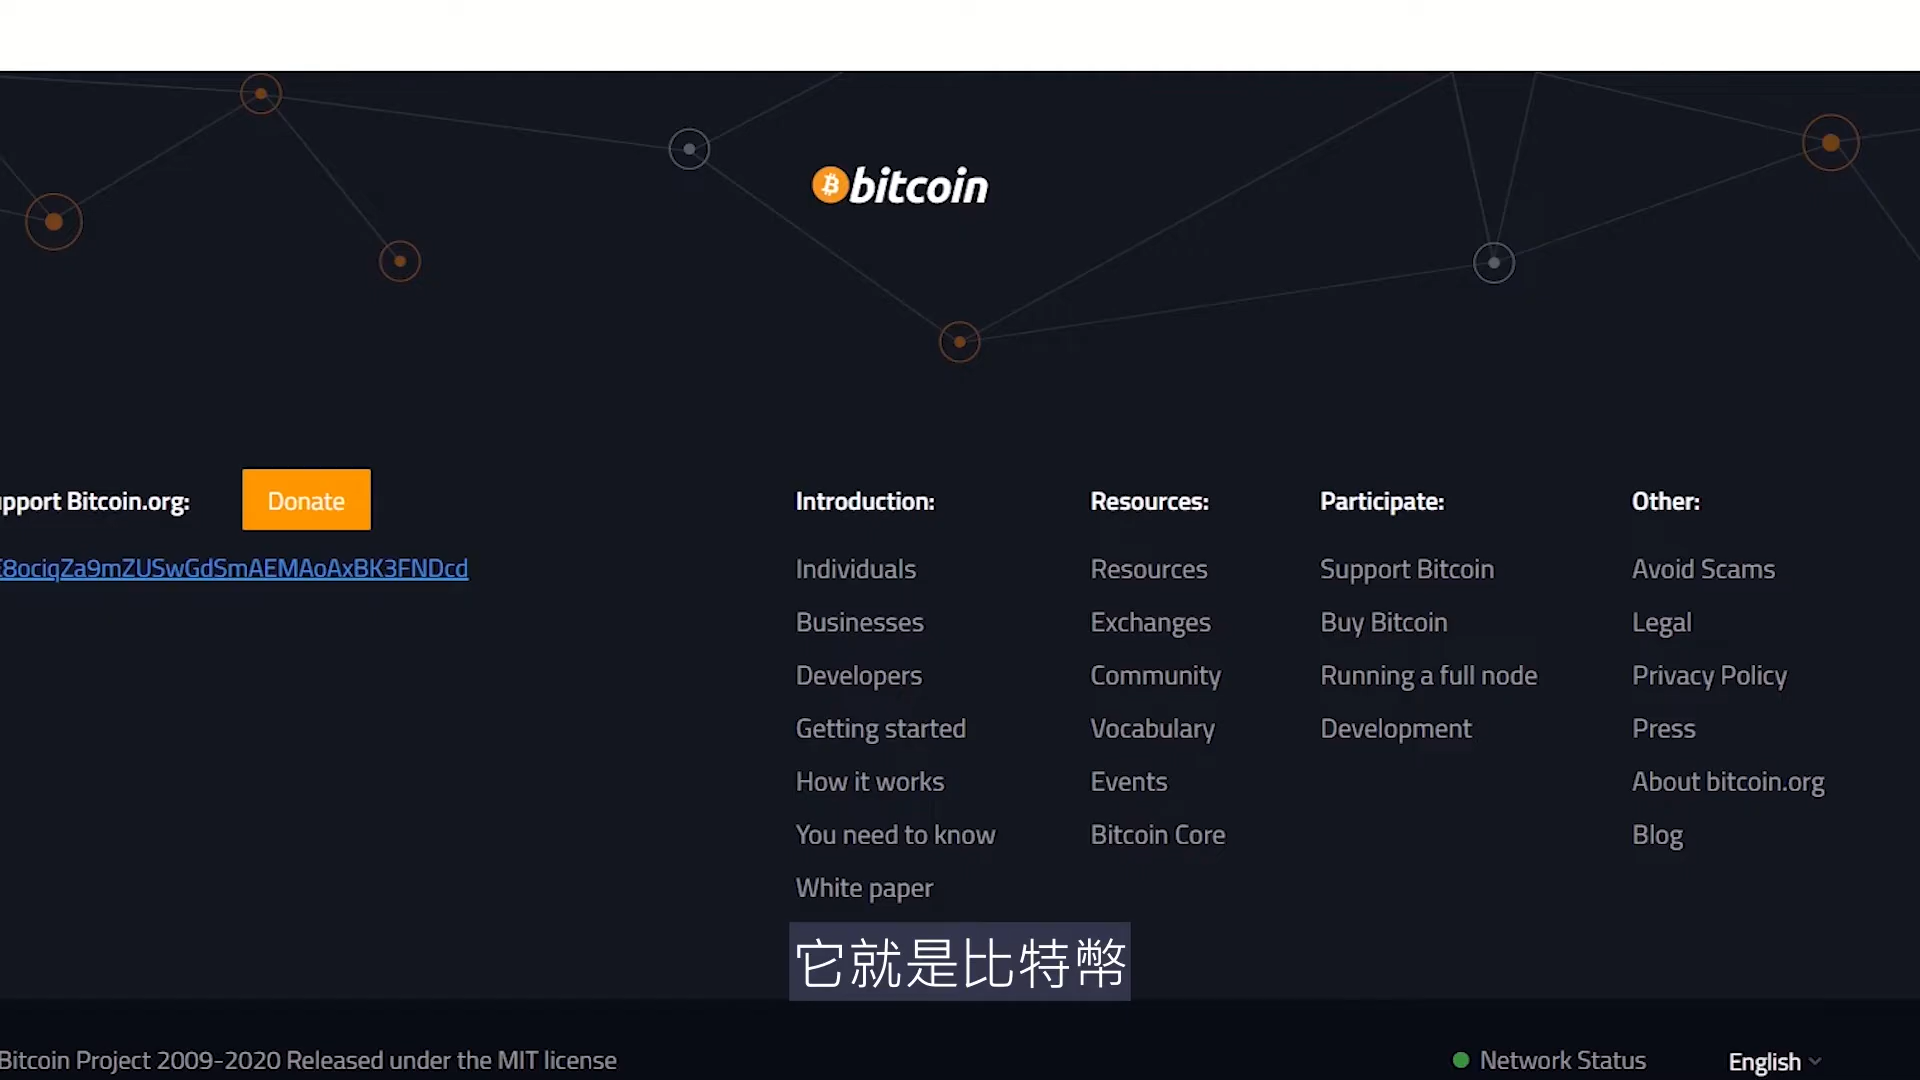 bitcoin
upport Bitcoin.org:
Donate
E8ociqZa9mZUSwGdSmAEMAoAxBK3FNDcd
Introduction:
Individuals
Businesses
Developers
Getting started
How it works
You need to know
White paper
Resources:
Resources
Exchanges
Community
Vocabulary
Events
Bitcoin Core
Participate:
Support Bitcoin
Buy Bitcoin
Running a full node
Development
Other:
Avoid Scams
Legal
Privacy Policy
Press
About bitcoin.org
Blog
它就是比特幣
Bitcoin Project 2009-2020 Released under the MIT license
Network Status
English